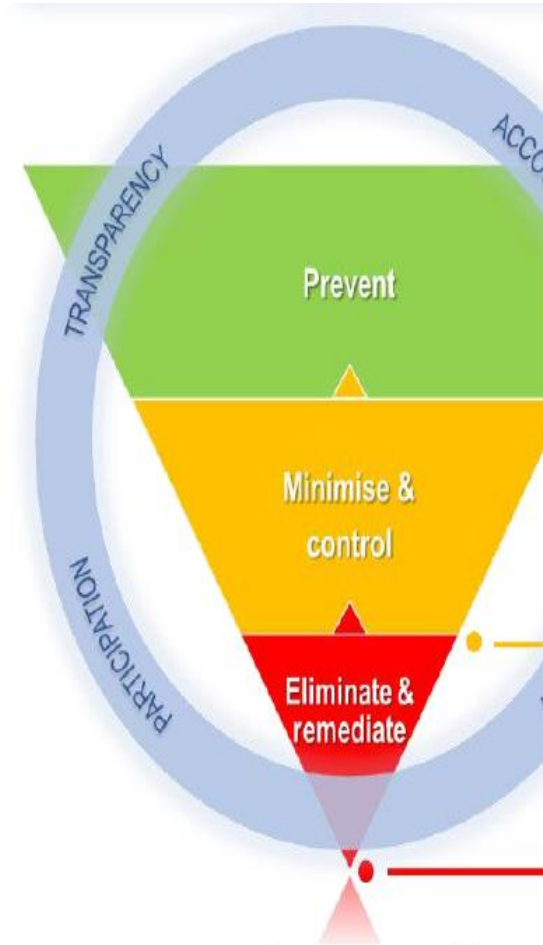 TRANSPARENCY
Prevent
Minimise &
control
PARTICIPATION
Eliminate &
remediate